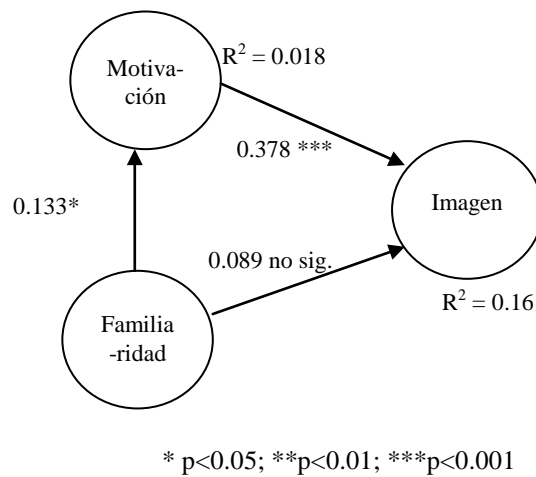 Motiva-
ción
R² = 0.018
0.378 ***
Imagen
0.133*
0.089 no sig.
R² = 0.16
Familia
-ridad
* p<0.05; **p<0.01; ***p<0.001